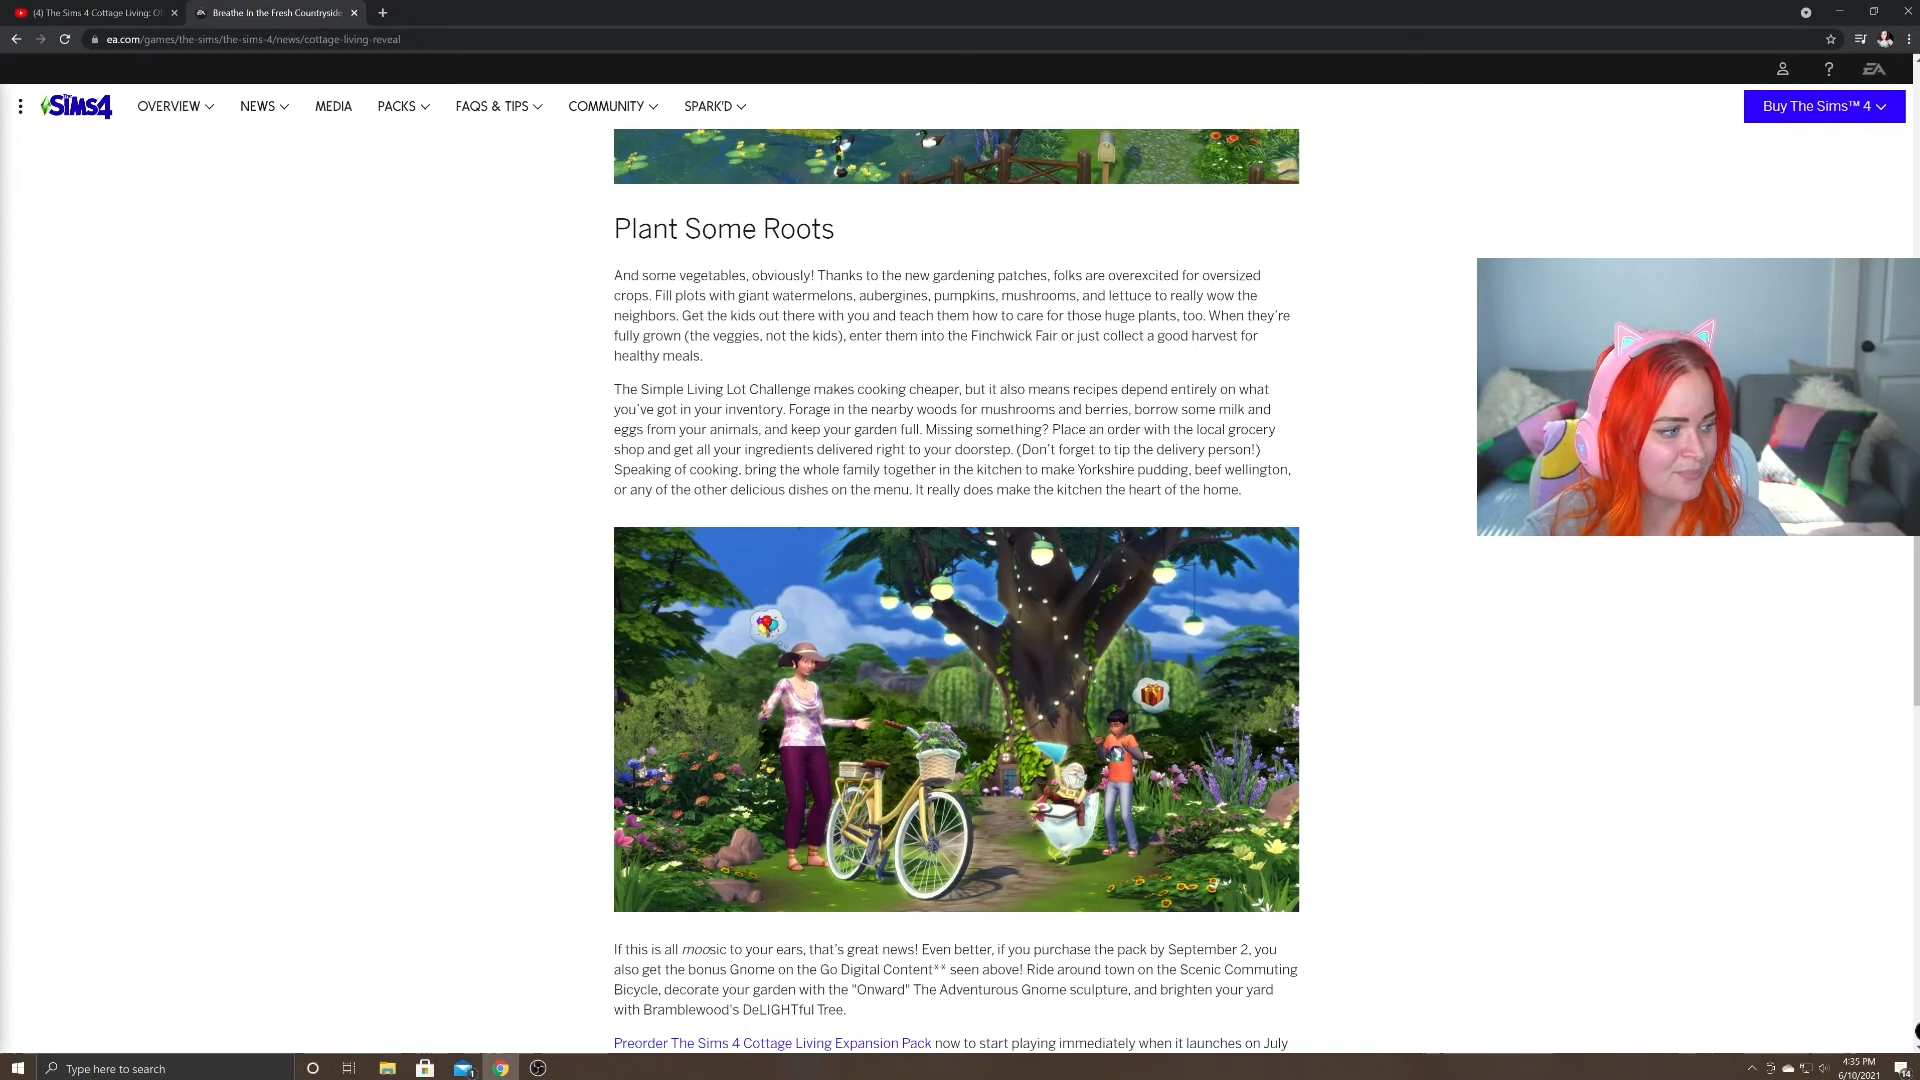 (4) The Sims 4 Cottage Living: Of
Breathe In the Fresh Countryside
ea.com/games/the-sims/the-sims-4/news/cottage-living-reveal
EA
The Sims 4
OVERVIEW
NEWS
MEDIA
PACKS
FAQS & TIPS
COMMUNITY
SPARK'D
Buy The Sims™ 4
Plant Some Roots
And some vegetables, obviously! Thanks to the new gardening patches, folks are overexcited for oversized
crops. Fill plots with giant watermelons, aubergines, pumpkins, mushrooms, and lettuce to really wow the
neighbors. Get the kids out there with you and teach them how to care for those huge plants, too. When they're
fully grown (the veggies, not the kids), enter them into the Finchwick Fair or just collect a good harvest for
healthy meals.
The Simple Living Lot Challenge makes cooking cheaper, but it also means recipes depend entirely on what
you've got in your inventory. Forage in the nearby woods for mushrooms and berries, borrow some milk and
eggs from your animals, and keep your garden full. Missing something? Place an order with the local grocery
shop and get all your ingredients delivered right to your doorstep. (Don't forget to tip the delivery person!)
Speaking of cooking, bring the whole family together in the kitchen to make Yorkshire pudding, beef wellington,
or any of the other delicious dishes on the menu. It really does make the kitchen the heart of the home.
If this is all moosic to your ears, that's great news! Even better, if you purchase the pack by September 2, you
also get the bonus Gnome on the Go Digital Content** seen above! Ride around town on the Scenic Commuting
Bicycle, decorate your garden with the "Onward" The Adventurous Gnome sculpture, and brighten your yard
with Bramblewood's DeLIGHTful Tree.
Preorder The Sims 4 Cottage Living Expansion Pack now to start playing immediately when it launches on July
Type here to search
1
4:35 PM
6/10/2021
14